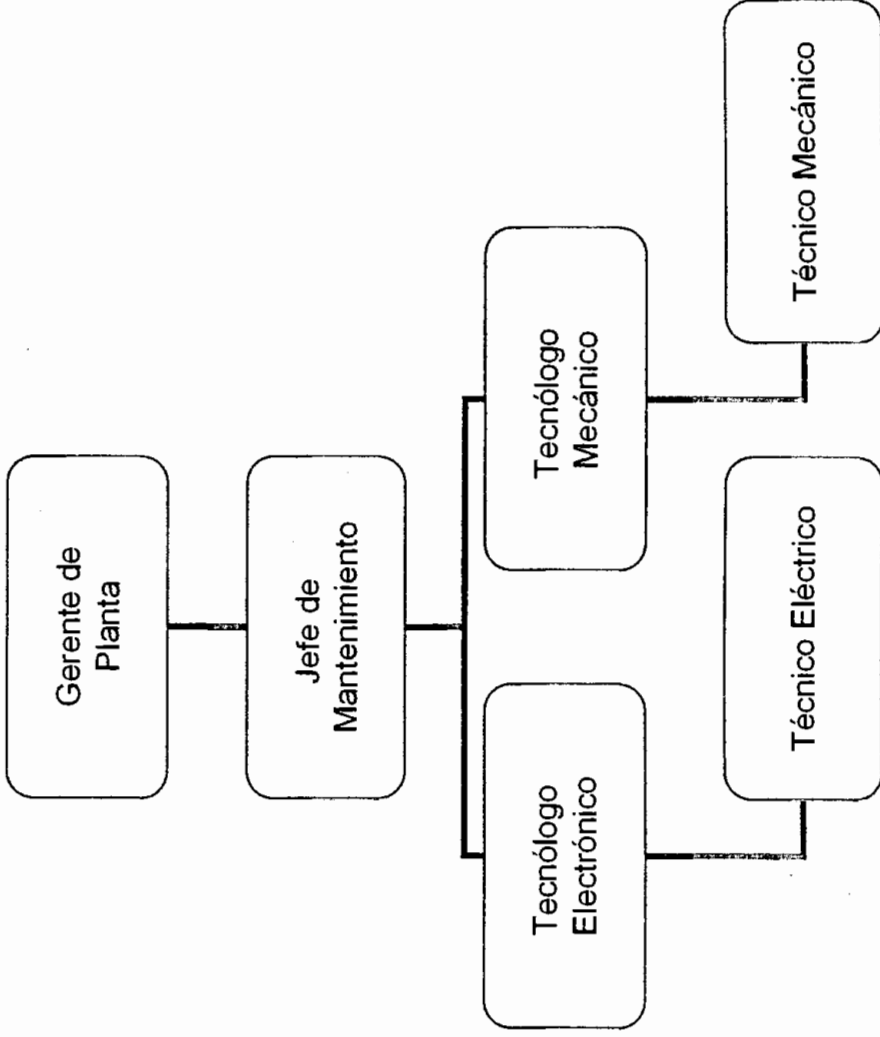 Gerente de
Planta
Jefe de
Mantenimiento
Tecnólogo
Electrónico
Tecnólogo
Mecánico
Técnico Eléctrico
Técnico Mecánico